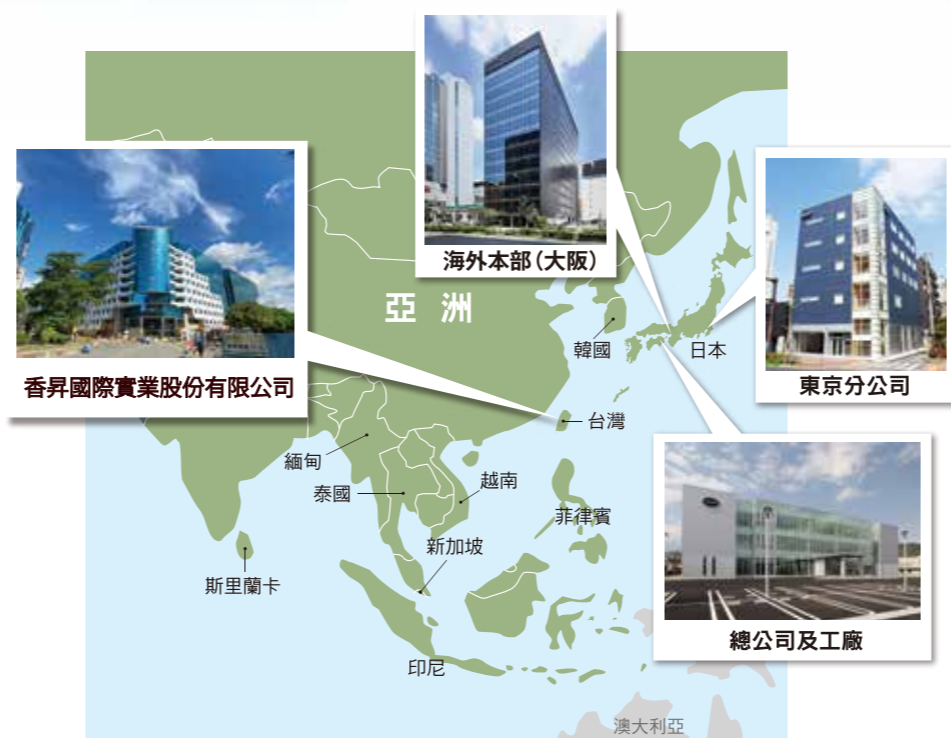 海外本部(大阪)
亞洲
香昇國際實業股份有限公司
韓國
日本
東京分公司
台灣
緬甸
泰國
越南
菲律賓
新加坡
斯里蘭卡
總公司及工廠
印尼
澳大利亞